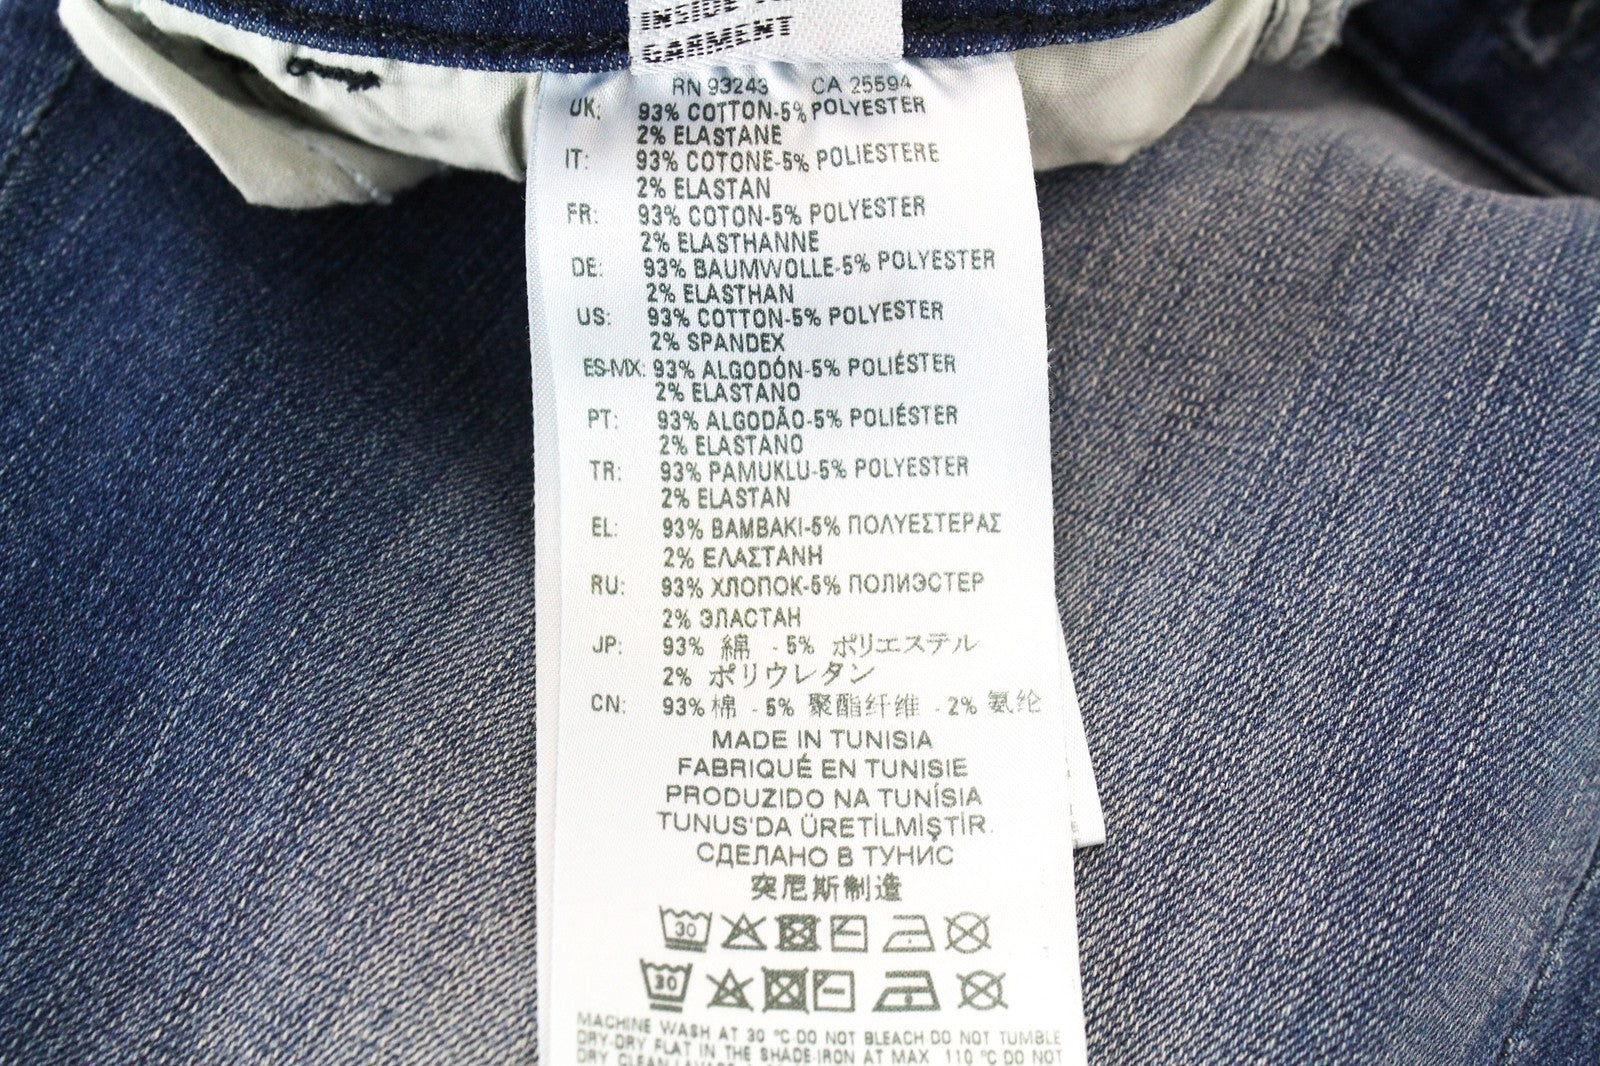 INSIDE
GARMENT
RN 93243 CA 25594
UK: 93% COTTON-5% POLYESTER
2% ELASTANE
IT: 93% COTONE-5% POLIESTERE
2% ELASTAN
FR: 93% COTON-5% POLYESTER
2% ELASTHANNE
DE: 93% BAUMWOLLE-5% POLYESTER
2% ELASTHAN
US: 93% COTTON-5% POLYESTER
2% SPANDEX
ES-MX: 93% ALGODÓN-5% POLIÉSTER
2% ELASTANO
PT: 93% ALGODÃO-5% POLIÉSTER
2% ELASTANO
TR: 93% PAMUKLU-5% POLYESTER
2% ELASTAN
EL: 93% ΒΑΜΒΑΚΙ-5% ΠΟΛΥΕΣΤΕΡΑΣ
2% ΕΛΑΣΤΑΝΗ
RU: 93% ХЛОПОК-5% ПОЛИЭСТЕР
2% ЭЛАСТАН
JP: 93% 綿 - 5% ポリエステル
2% ポリウレタン
CN: 93% 棉 - 5% 聚酯纤维 - 2% 氨纶
MADE IN TUNISIA
FABRIQUÉ EN TUNISIE
PRODUZIDO NA TUNÍSIA
TUNUS'DA ÜRETİLMİŞTİR.
СДЕЛАНО В ТУНИС
突尼斯制造
30
30
MACHINE WASH AT 30 °C-DO NOT BLEACH-DO NOT TUMBLE
DRY-DRY FLAT IN THE SHADE-IRON AT MAX 110 °C-DO NOT
DRY CLEAN